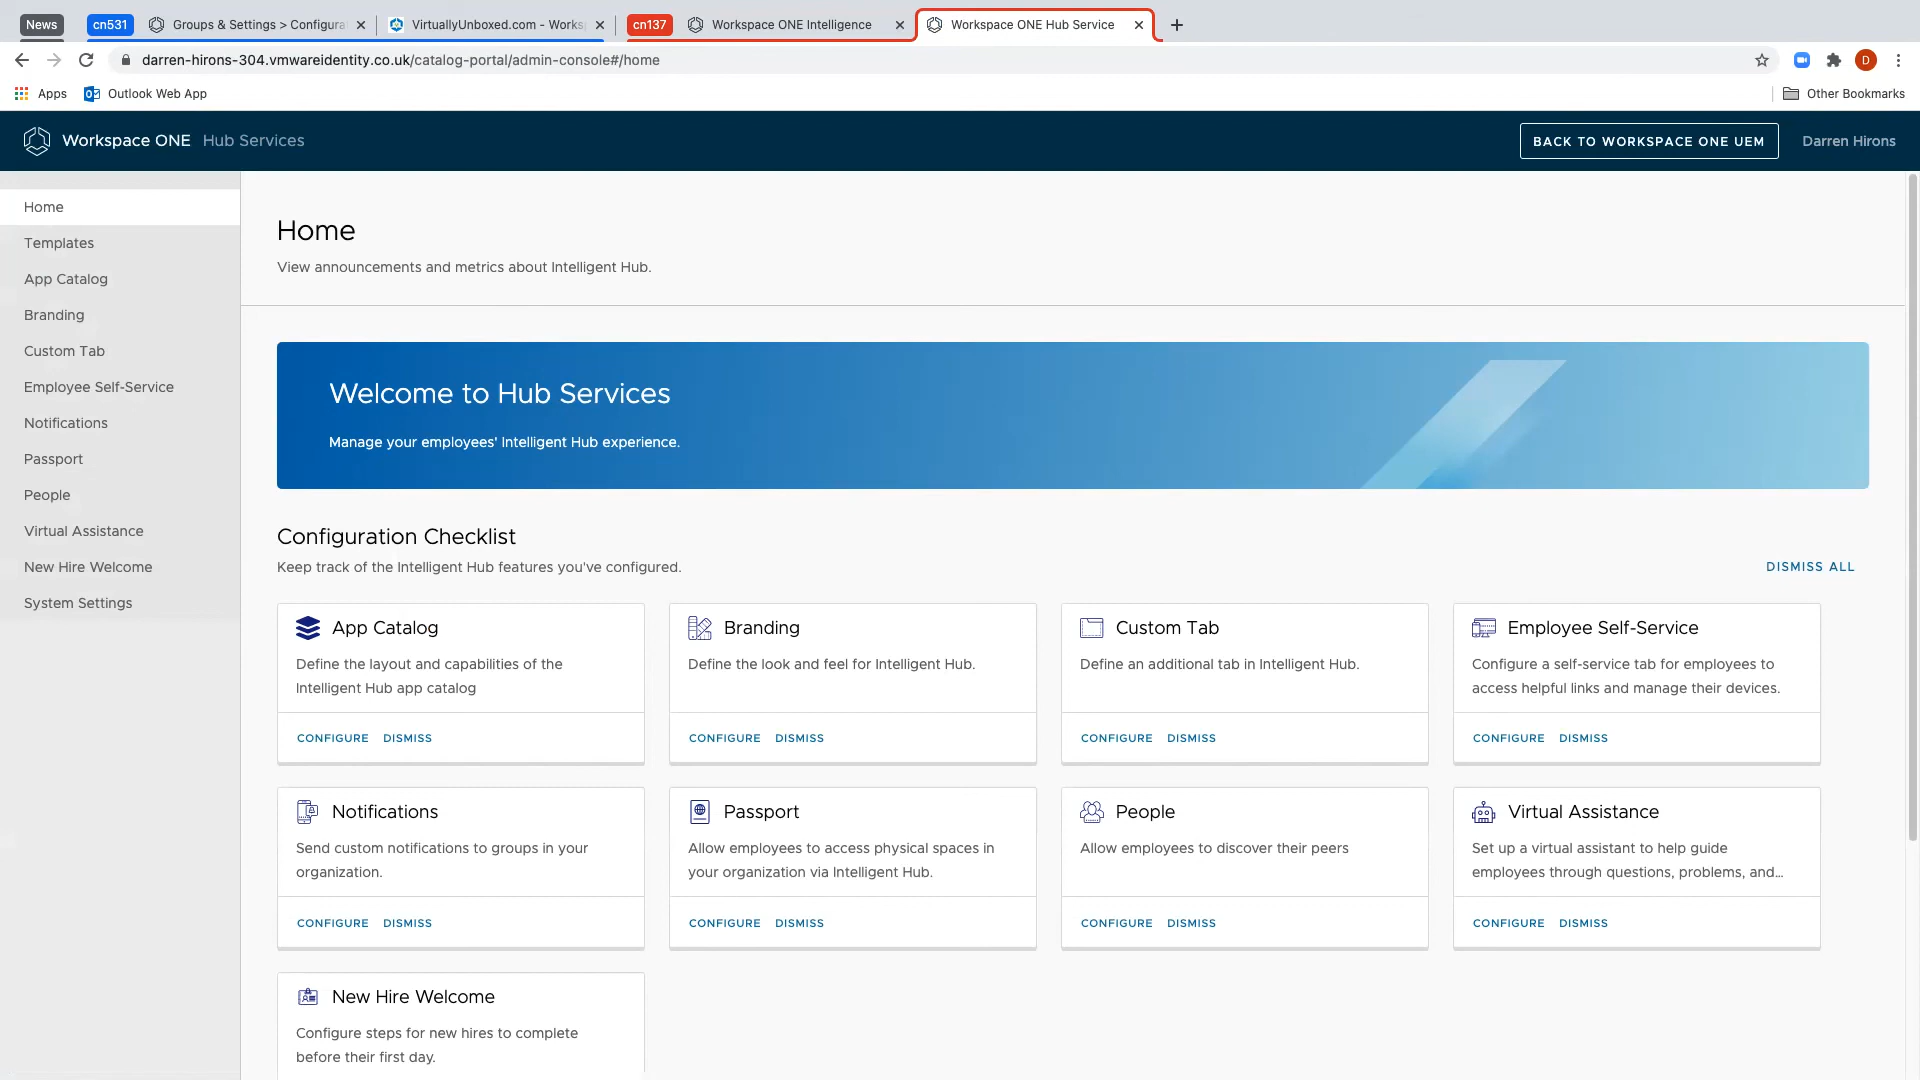 News
cn531
Groups & Settings > Configura
VirtuallyUnboxed.com - Works
cn137
Workspace ONE Intelligence
Workspace ONE Hub Service
darren-hirons-304.vmwareidentity.co.uk/catalog-portal/admin-console#/home
D
Apps
Outlook Web App
Other Bookmarks
Workspace ONE Hub Services
BACK TO WORKSPACE ONE UEM
Darren Hirons
Home
Templates
App Catalog
Branding
Custom Tab
Employee Self-Service
Notifications
Passport
People
Virtual Assistance
New Hire Welcome
System Settings
Home
View announcements and metrics about Intelligent Hub.
Welcome to Hub Services
Manage your employees' Intelligent Hub experience.
Configuration Checklist
Keep track of the Intelligent Hub features you've configured.
DISMISS ALL
App Catalog
Define the layout and capabilities of the
Intelligent Hub app catalog
CONFIGURE DISMISS
Branding
Define the look and feel for Intelligent Hub.
CONFIGURE DISMISS
Custom Tab
Define an additional tab in Intelligent Hub.
CONFIGURE DISMISS
Employee Self-Service
Configure a self-service tab for employees to
access helpful links and manage their devices.
CONFIGURE DISMISS
Notifications
Send custom notifications to groups in your
organization.
CONFIGURE DISMISS
Passport
Allow employees to access physical spaces in
your organization via Intelligent Hub.
CONFIGURE DISMISS
People
Allow employees to discover their peers
CONFIGURE DISMISS
Virtual Assistance
Set up a virtual assistant to help guide
employees through questions, problems, and...
CONFIGURE DISMISS
New Hire Welcome
Configure steps for new hires to complete
before their first day.